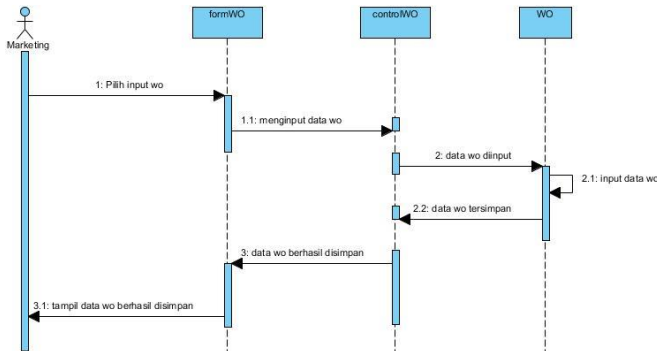 formWO
controlWO
WO
Marketing
1: Pilih input wo
1.1: menginput data wo
2: data wo diinput
2.1: input data wo
2.2: data wo tersimpan
3: data wo berhasil disimpan
3.1: tampil data wo berhasil disimpan